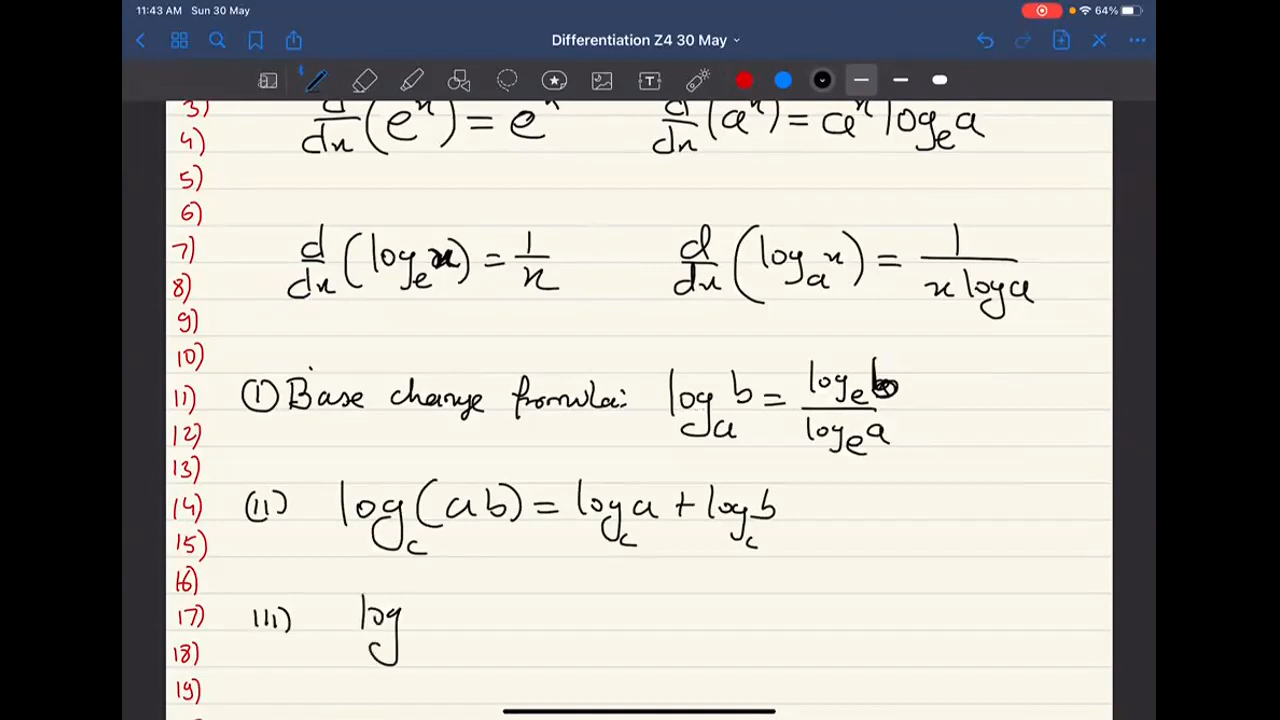 11:43 AM Sun 30 May 64%
Differentiation Z4 30 May
3)
4) d/dx (e^x) = e^x d/dx (a^x) = a^x log_e a
5)
6)
7)
8) d/dx (log_e x) = 1/x d/dx (log_a x) = 1/(x log a)
9)
10)
11) (i) Base change fromula: log_a b = log_e b / log_e a
12)
13)
14) (ii) log_c (ab) = log_c a + log_c b
15)
16)
17) iii) log
18)
19)